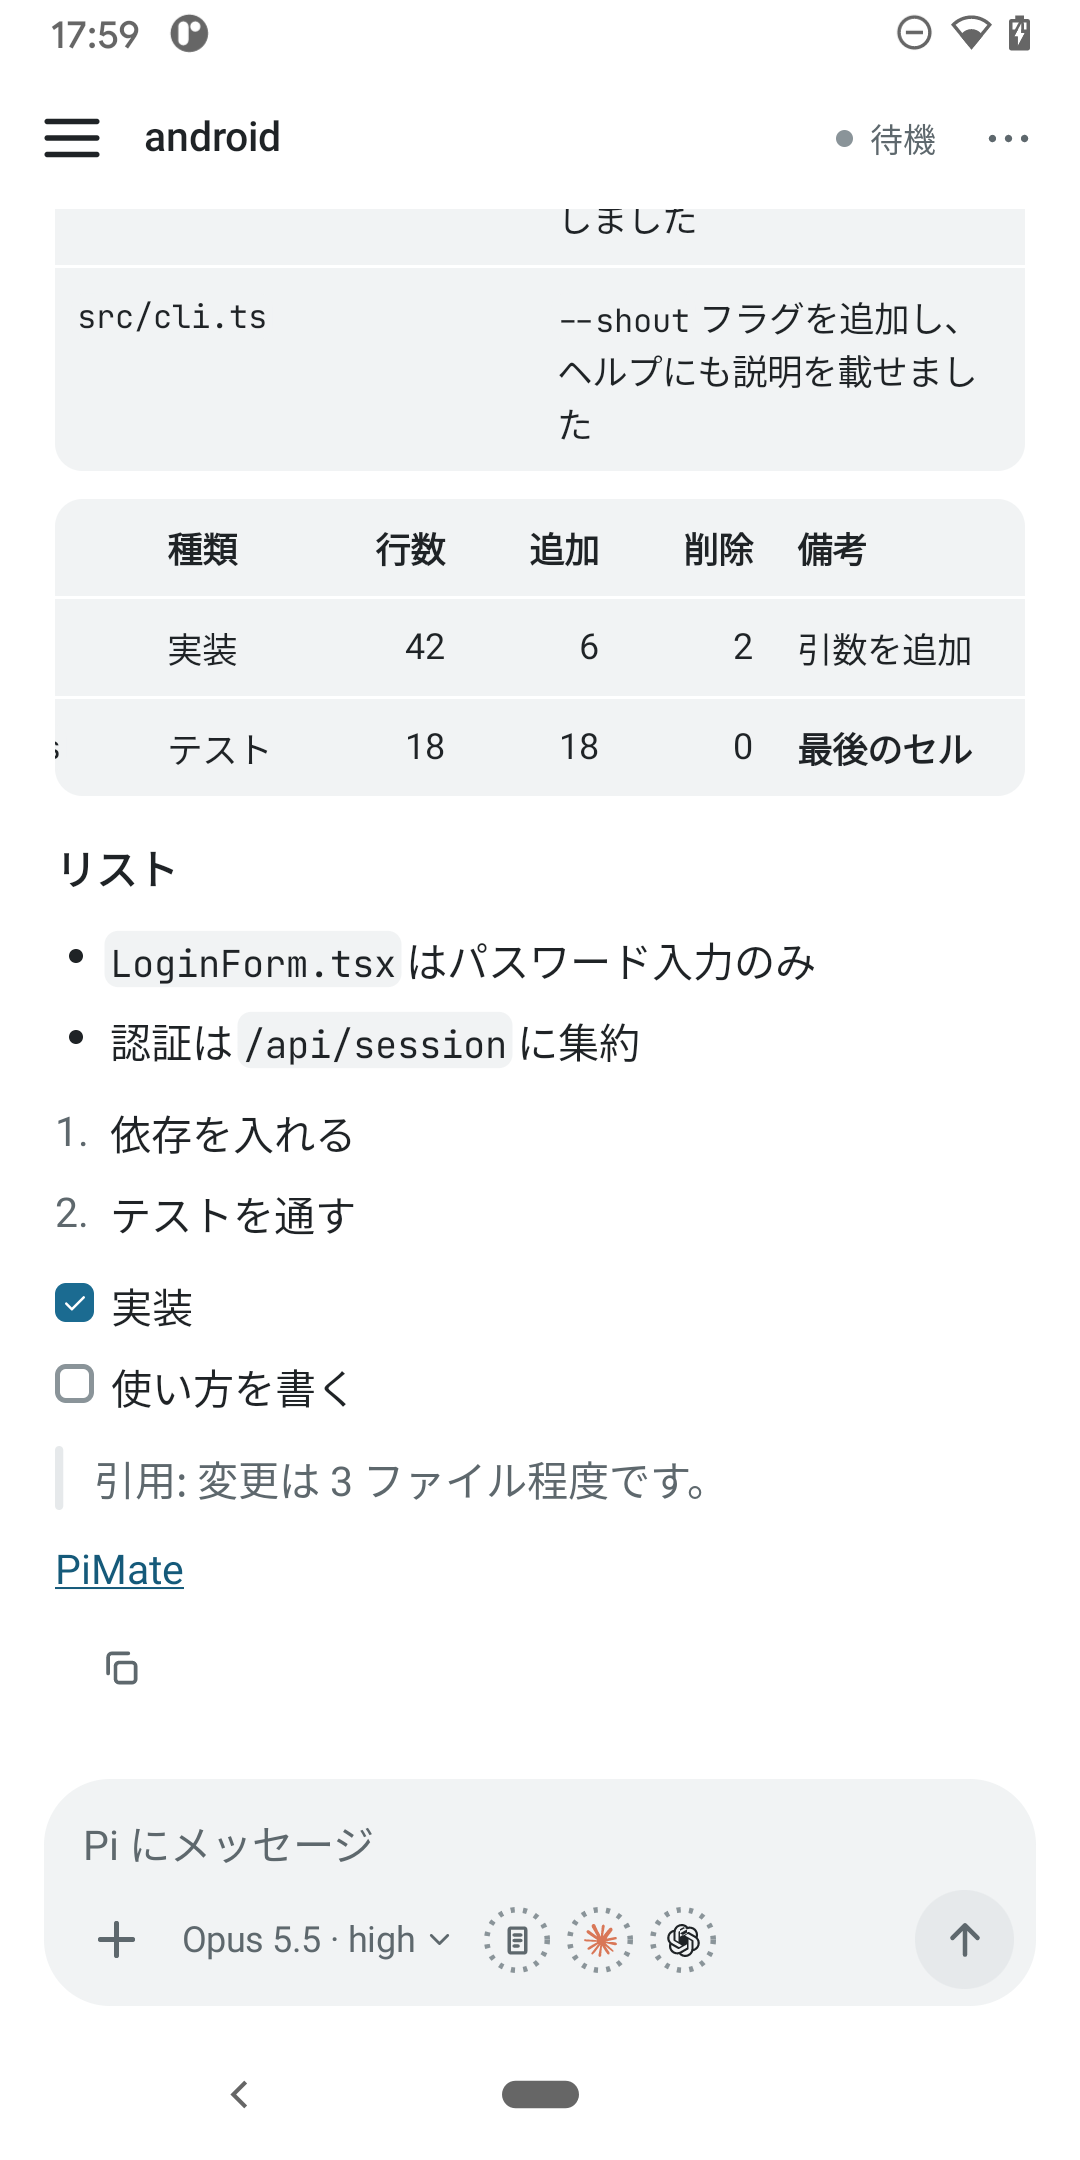 17:59
android
待機
しました
src/cli.ts
--shout フラグを追加し、
ヘルプにも説明を載せまし
た
種類 行数 追加 削除 備考
実装 42 6 2 引数を追加
s テスト 18 18 0 最後のセル
リスト
• LoginForm.tsx はパスワード入力のみ
• 認証は /api/session に集約
1. 依存を入れる
2. テストを通す
実装
使い方を書く
引用: 変更は 3 ファイル程度です。
PiMate
Pi にメッセージ
Opus 5.5 · high